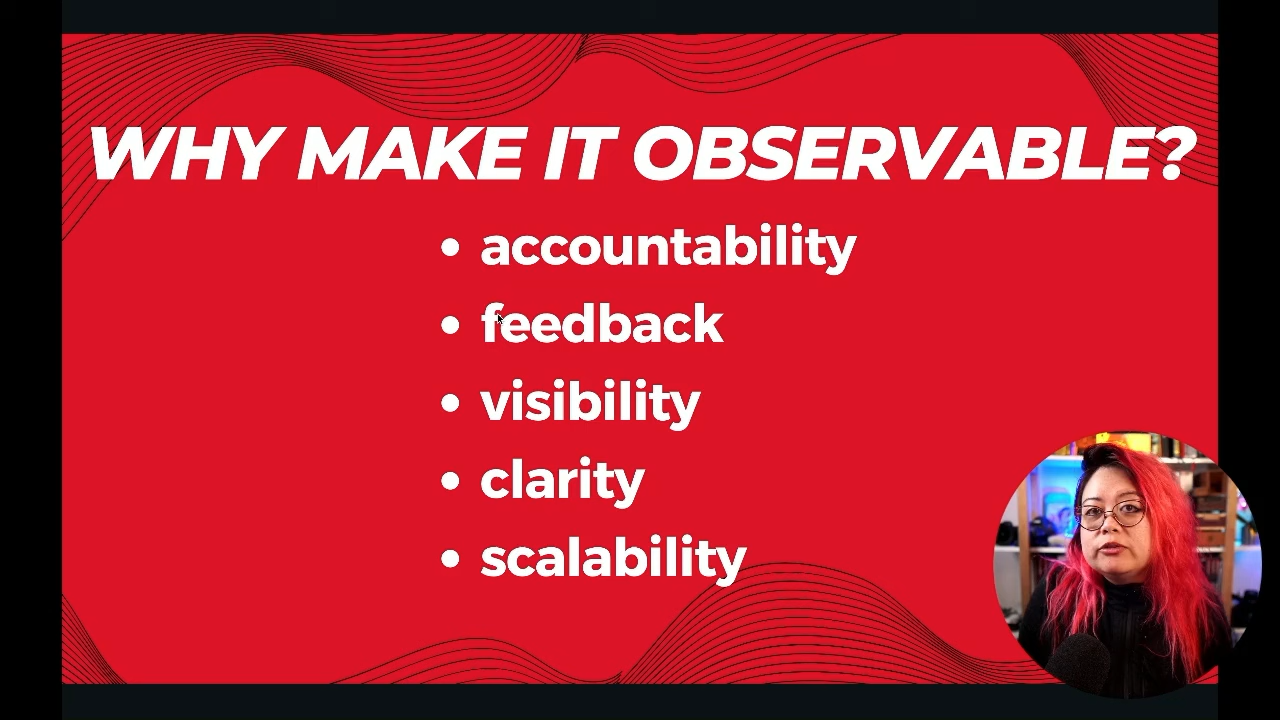 WHY MAKE IT OBSERVABLE?
• accountability
• feedback
• visibility
• clarity
• scalability